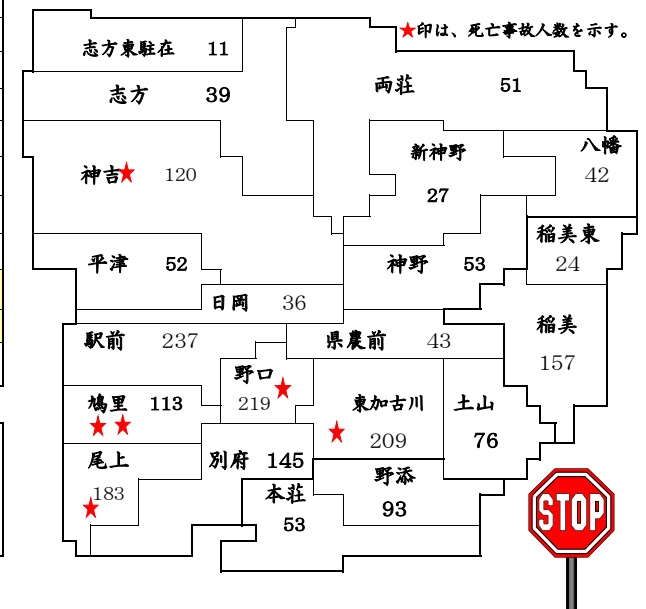 ★印は、死亡事故人数を示す。
志方東駐在 11
志方 39
両荘 51
新神野
27
八幡
42
神吉★ 120
稲美東
24
平津 52
神野 53
日岡 36
稲美
157
駅前 237
県農前 43
野口
219
鳩里 113
東加古川
209
土山
76
尾上
183
別府 145
野添
93
本荘
53
STOP